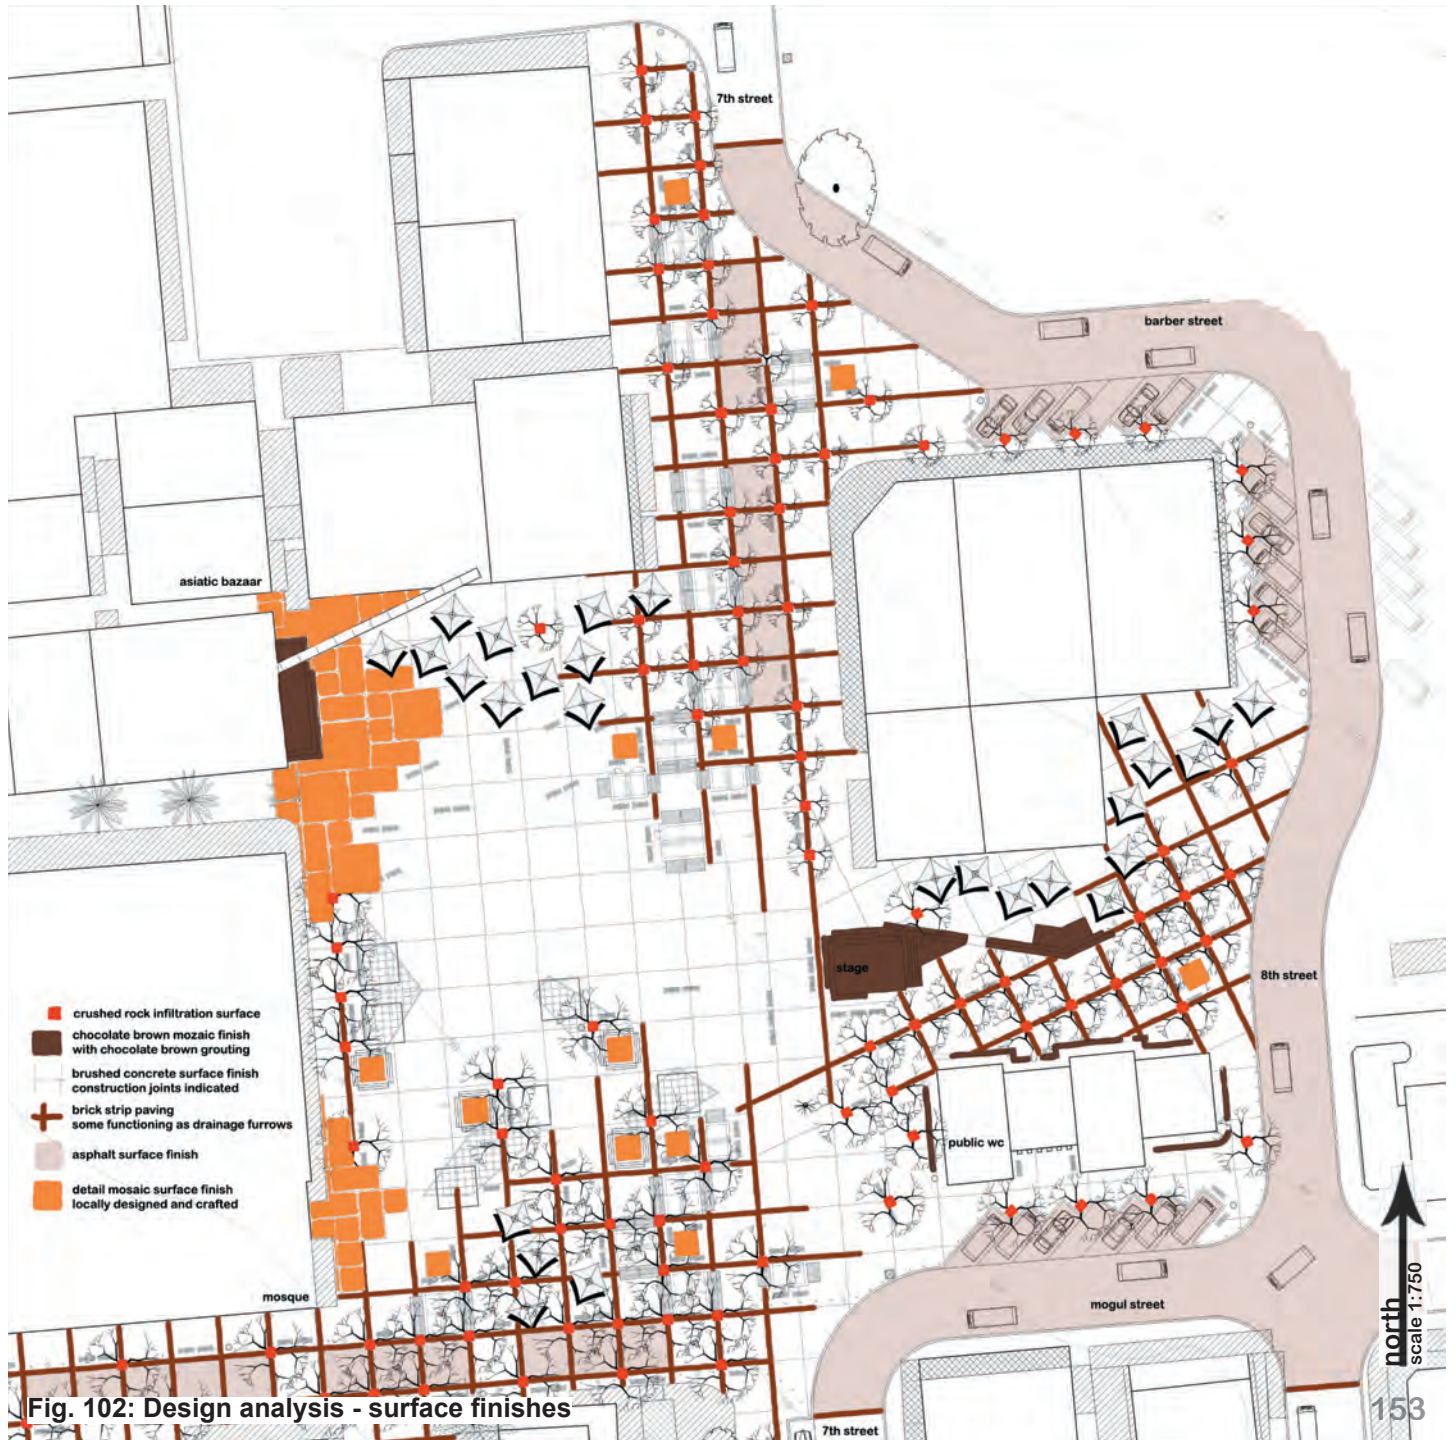 7th street
barber street
asiatic bazaar
stage
8th street
crushed rock infiltration surface
chocolate brown mozaic finish
with chocolate brown grouting
brushed concrete surface finish
construction joints indicated
brick strip paving
some functioning as drainage furrows
asphalt surface finish
detail mosaic surface finish
locally designed and crafted
public wc
mosque
mogul street
north
scale 1:750
Fig. 102: Design analysis - surface finishes
7th street
153